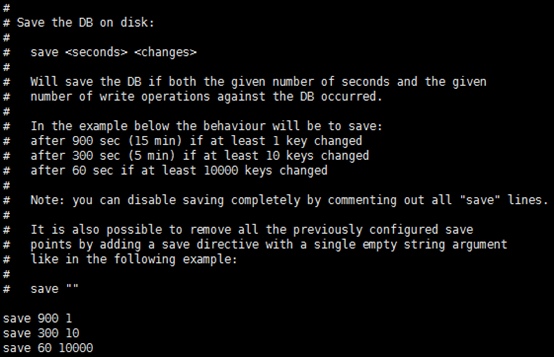 #
# Save the DB on disk:
#
#   save <seconds> <changes>
#
#   Will save the DB if both the given number of seconds and the given
#   number of write operations against the DB occurred.
#
#   In the example below the behaviour will be to save:
#   after 900 sec (15 min) if at least 1 key changed
#   after 300 sec (5 min) if at least 10 keys changed
#   after 60 sec if at least 10000 keys changed
#
#   Note: you can disable saving completely by commenting out all "save" lines.
#
#   It is also possible to remove all the previously configured save
#   points by adding a save directive with a single empty string argument
#   like in the following example:
#
#   save ""

save 900 1
save 300 10
save 60 10000